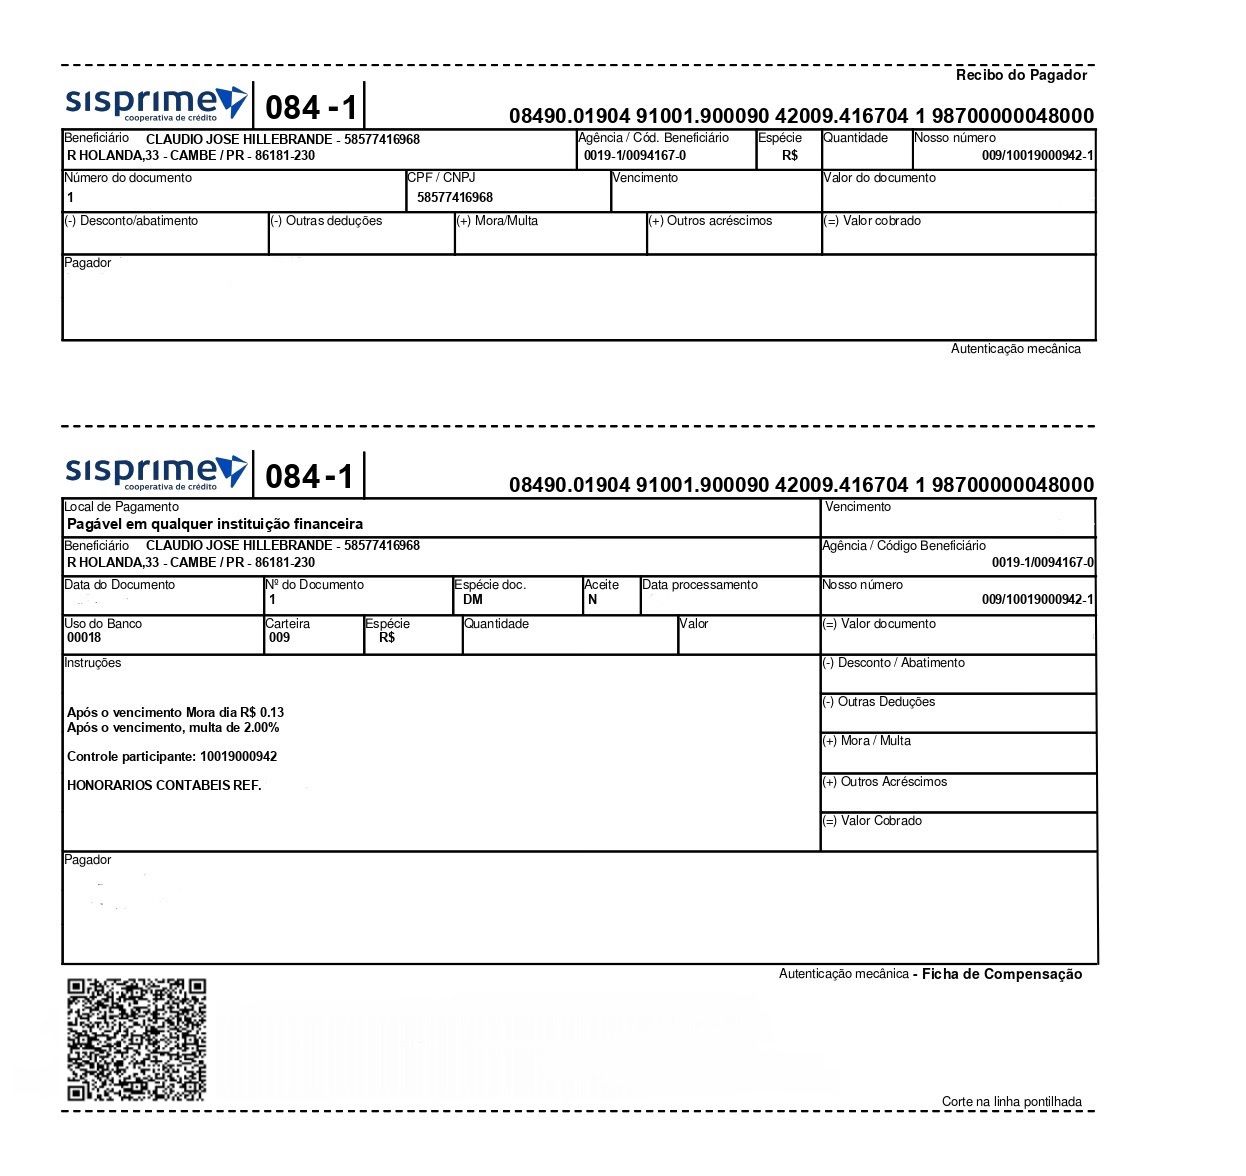 Recibo do Pagador
sisprime
cooperativa de crédito
084-1
08490.01904 91001.900090 42009.416704 1 98700000048000
Beneficiário CLAUDIO JOSE HILLEBRANDE - 58577416968
R HOLANDA,33 - CAMBE / PR - 86181-230
Agência / Cód. Beneficiário
0019-1/0094167-0
Espécie
R$
Quantidade
Nosso número
009/10019000942-1
Número do documento
1
CPF / CNPJ
58577416968
Vencimento
Valor do documento
(-) Desconto/abatimento
(-) Outras deduções
(+) Mora/Multa
(+) Outros acréscimos
(=) Valor cobrado
Pagador
Autenticação mecânica
sisprime
cooperativa de crédito
084-1
08490.01904 91001.900090 42009.416704 1 98700000048000
Local de Pagamento
Pagável em qualquer instituição financeira
Vencimento
Beneficiário CLAUDIO JOSE HILLEBRANDE - 58577416968
R HOLANDA,33 - CAMBE / PR - 86181-230
Agência / Código Beneficiário
0019-1/0094167-0
Data do Documento
Nº do Documento
1
Espécie doc.
DM
Aceite
N
Data processamento
Nosso número
009/10019000942-1
Uso do Banco
00018
Carteira
009
Espécie
R$
Quantidade
Valor
(=) Valor documento
Instruções
Após o vencimento Mora dia R$ 0.13
Após o vencimento, multa de 2.00%
Controle participante: 10019000942
HONORARIOS CONTABEIS REF.
(-) Desconto / Abatimento
(-) Outras Deduções
(+) Mora / Multa
(+) Outros Acréscimos
(=) Valor Cobrado
Pagador
Autenticação mecânica - Ficha de Compensação
Corte na linha pontilhada